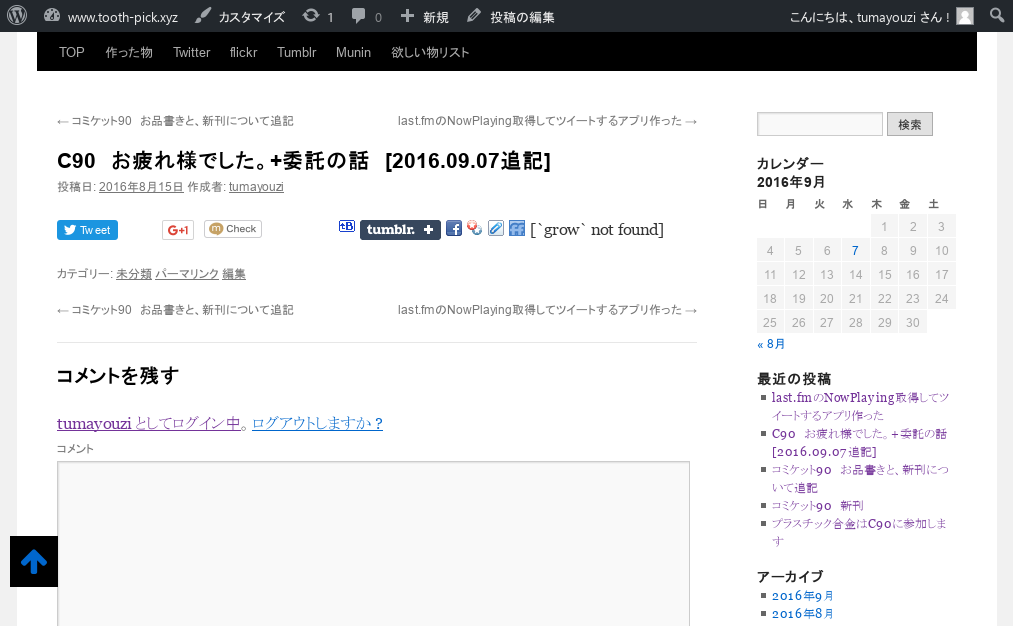 www.tooth-pick.xyz カスタマイズ 1 0 新規 投稿の編集 こんにちは、tumayouzi さん !
TOP 作った物 Twitter flickr Tumblr Munin 欲しい物リスト
← コミケット90 お品書きと、新刊について追記 last.fmのNowPlaying取得してツイートするアプリ作った →
C90 お疲れ様でした。+委託の話 [2016.09.07追記]
投稿日: 2016年8月15日 作成者: tumayouzi
Tweet G+1 m Check t+B tumblr. + f ff [`grow` not found]
カテゴリー: 未分類 パーマリンク 編集
← コミケット90 お品書きと、新刊について追記 last.fmのNowPlaying取得してツイートするアプリ作った →
コメントを残す
tumayouzi としてログイン中。ログアウトしますか ?
コメント
検索
カレンダー
2016年9月
日 月 火 水 木 金 土
1 2 3
4 5 6 7 8 9 10
11 12 13 14 15 16 17
18 19 20 21 22 23 24
25 26 27 28 29 30
« 8月
最近の投稿
last.fmのNowPlaying取得してツ
イートするアプリ作った
C90 お疲れ様でした。+委託の話
[2016.09.07追記]
コミケット90 お品書きと、新刊につ
いて追記
コミケット90 新刊
プラスチック合金はC90に参加しま
す
アーカイブ
2016年9月
2016年8月